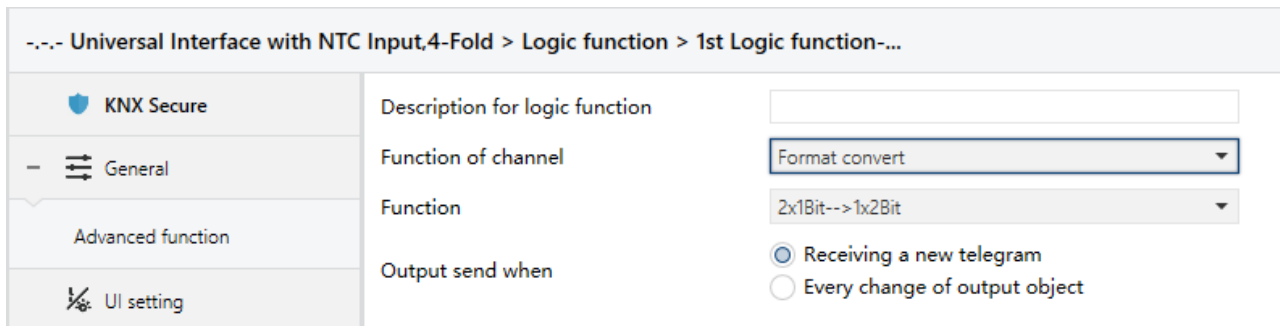 -.-.- Universal Interface with NTC Input,4-Fold > Logic function > 1st Logic function-...
KNX Secure
General
Advanced function
UI setting
Description for logic function
Function of channel
Format convert
Function
2x1Bit-->1x2Bit
Output send when
Receiving a new telegram
Every change of output object